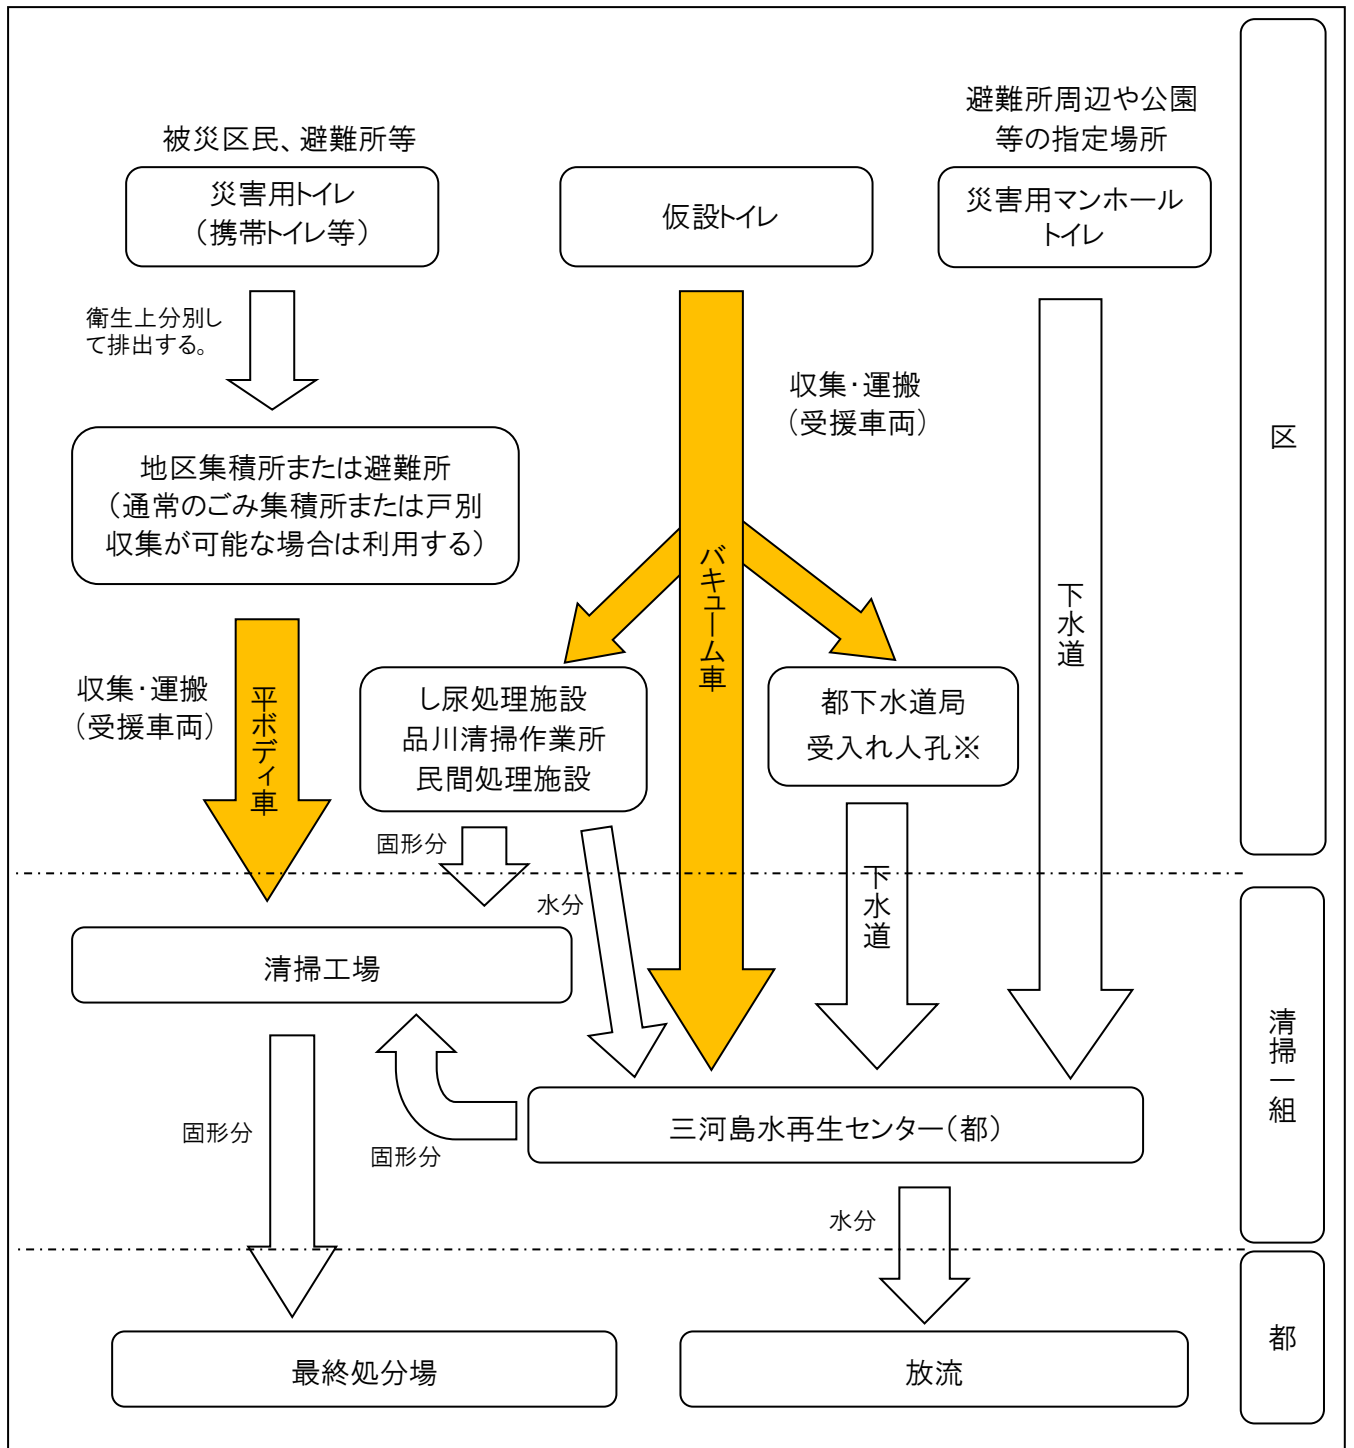 被災区民、避難所等
災害用トイレ
（携帯トイレ等）
仮設トイレ
避難所周辺や公園
等の指定場所
災害用マンホール
トイレ
区
衛生上分別し
て排出する。
収集・運搬
（受援車両）
地区集積所または避難所
（通常のごみ集積所または戸別
収集が可能な場合は利用する）
バキューム車
下水道
収集・運搬
（受援車両）
平ボディ車
し尿処理施設
品川清掃作業所
民間処理施設
都下水道局
受入れ人孔※
固形分
水分
下水道
清掃工場
清掃一組
三河島水再生センター（都）
固形分
固形分
水分
都
最終処分場
放流